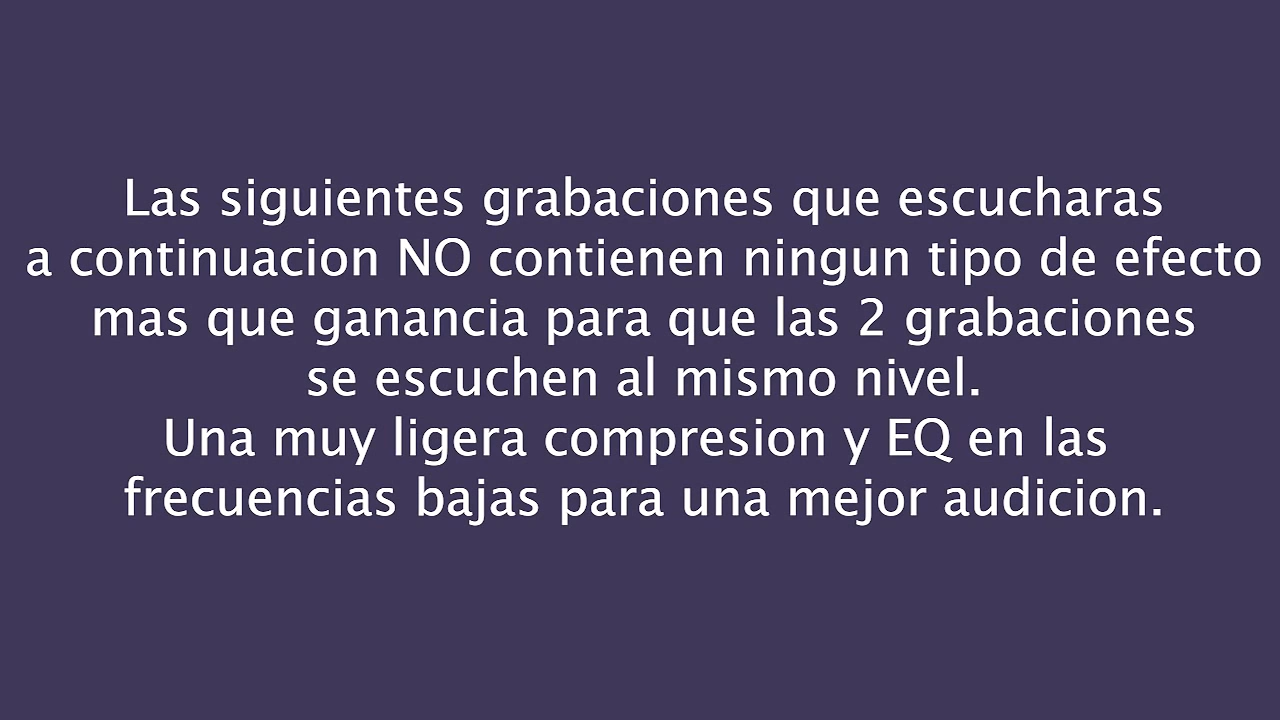 Las siguientes grabaciones que escucharas
a continuacion NO contienen ningun tipo de efecto
mas que ganancia para que las 2 grabaciones
se escuchen al mismo nivel.
Una muy ligera compresion y EQ en las
frecuencias bajas para una mejor audicion.